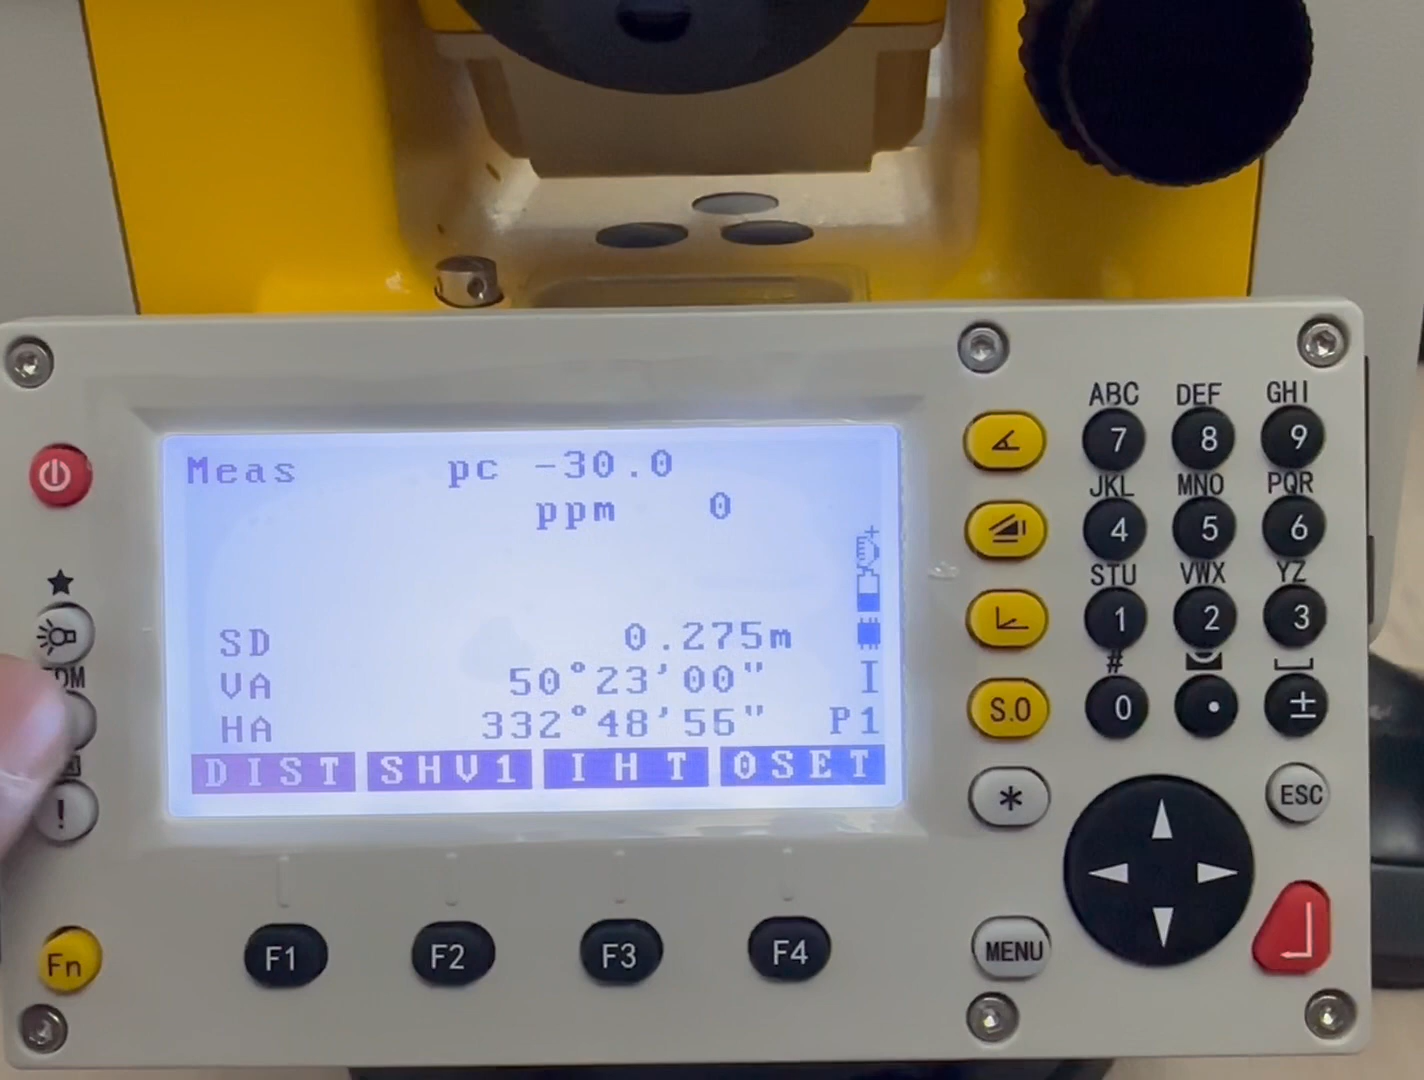 Meas pc -30.0
ppm 0
SD 0.275m
VA 50°23'00"
HA 332°48'56" P1
DIST SHV1 IHT 0SET
F1 F2 F3 F4
Fn
!
ABC DEF GHI
7 8 9
JKL MNO PQR
4 5 6
STU VWX YZ
1 2 3
#
0 . ±
S.O
*
ESC
MENU